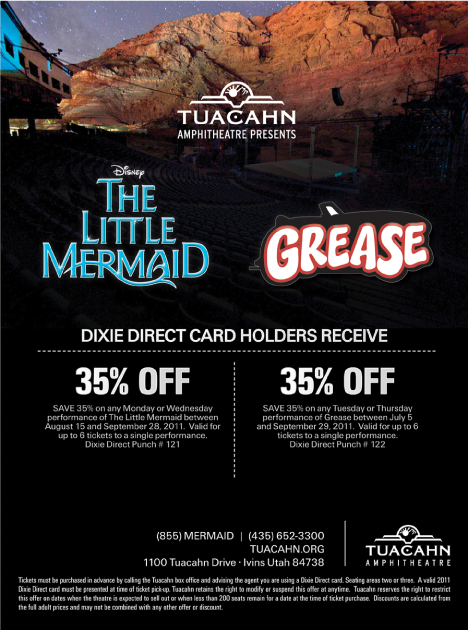 TUACAHN
AMPITHEATRE PRESENTS
Disney
THE
LITTLE
MERMAID
GREASE
DIXIE DIRECT CARD HOLDERS RECEIVE
35% OFF
SAVE 35% on any Monday or Wednesday
performance of The Little Mermaid between
August 15 and September 28, 2011. Valid for
up to 6 tickets to a single performance.
Dixie Direct Punch # 121
35% OFF
SAVE 35% on any Tuesday or Thursday
performance of Grease between July 5
and September 29, 2011. Valid for up to 6
tickets to a single performance.
Dixie Direct Punch # 122
(855) MERMAID | (435) 652-3300
TUACAHN.ORG
1100 Tuacahn Drive · Ivins Utah 84738
TUACAHN
AMPHITHEATRE
Tickets must be purchased in advance by calling the Tuacahn box office and advising the agent you are using a Dixie Direct card. Seating areas two or three. A valid 2011
Dixie Direct card must be presented at time of ticket pickup. Tuacahn retains the right to modify or suspend this offer at anytime. Tuacahn reserves the right to restrict
this offer on dates when the theatre is expected to sell out or when less than 200 seats remain for a date at the time of ticket purchase. Discounts are calculated from
the full adult prices and may not be combined with any other offer or discount.